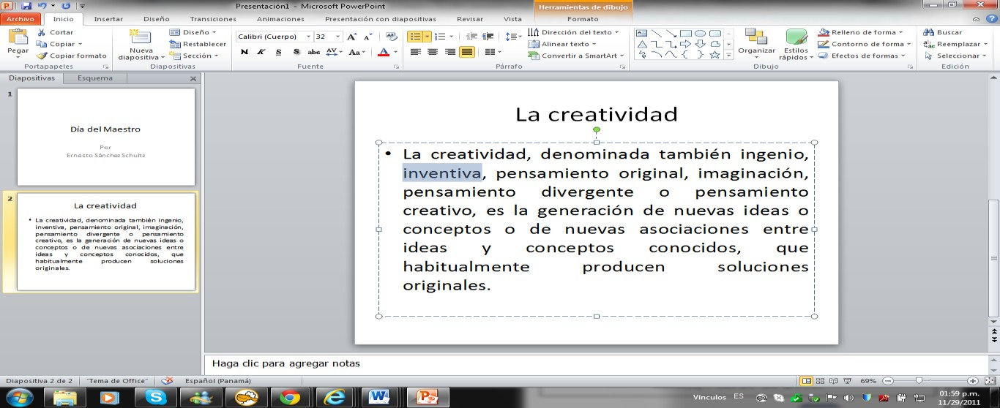 Presentación1 - Microsoft PowerPoint
Herramientas de dibujo
Archivo Inicio Insertar Diseño Transiciones Animaciones Presentación con diapositivas Revisar Vista Formato
Pegar
Cortar
Copiar
Copiar formato
Portapapeles
Nueva diapositiva
Diseño
Restablecer
Sección
Diapositivas
Calibri (Cuerpo) 32
N K S S abc AV Aa A
Fuente
Dirección del texto
Alinear texto
Convertir a SmartArt
Párrafo
Organizar
Estilos rápidos
Relleno de forma
Contorno de forma
Efectos de formas
Dibujo
Buscar
Reemplazar
Seleccionar
Edición
Diapositivas Esquema
1
Día del Maestro
Por
Ernesto Sánchez Schultz
2
La creatividad
• La creatividad, denominada también ingenio,
inventiva, pensamiento original, imaginación,
pensamiento divergente o pensamiento
creativo, es la generación de nuevas ideas o
conceptos o de nuevas asociaciones entre
ideas y conceptos conocidos, que
habitualmente producen soluciones
originales.
La creatividad
• La creatividad, denominada también ingenio,
inventiva, pensamiento original, imaginación,
pensamiento divergente o pensamiento
creativo, es la generación de nuevas ideas o
conceptos o de nuevas asociaciones entre
ideas y conceptos conocidos, que
habitualmente producen soluciones
originales.
Haga clic para agregar notas
Diapositiva 2 de 2 "Tema de Office" Español (Panamá) 69%
Vínculos ES 01:59 p.m.
11/29/2011